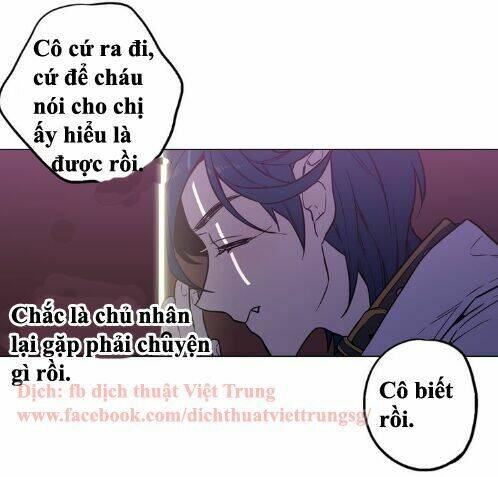 Cô cứ ra đi,
cứ để cháu
nói cho chị
ấy hiểu là
được rồi.
Chắc là chủ nhân
lại gặp phải chûyện
gì rồi.
Dịch: fb dịch thuật Việt Trung
www.facebook.com/dichthuatviettrungsg/
Cô biết
rồi.